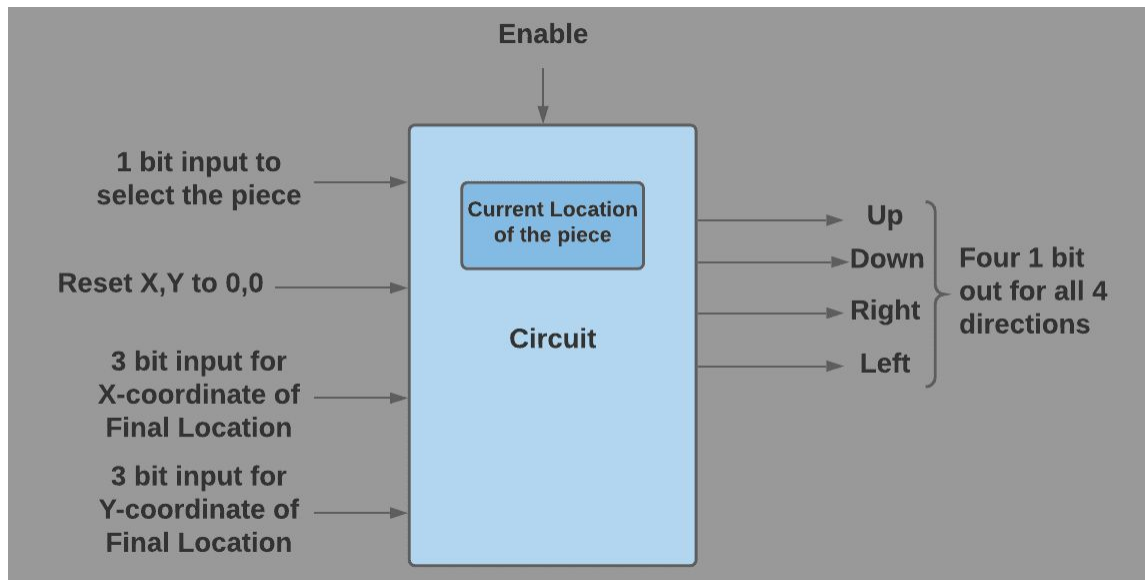 Enable
1 bit input to
select the piece
Reset X,Y to 0,0
3 bit input for
X-coordinate of
Final Location
3 bit input for
Y-coordinate of
Final Location
Current Location
of the piece
Circuit
Up
Down
Right
Left
Four 1 bit
out for all 4
directions